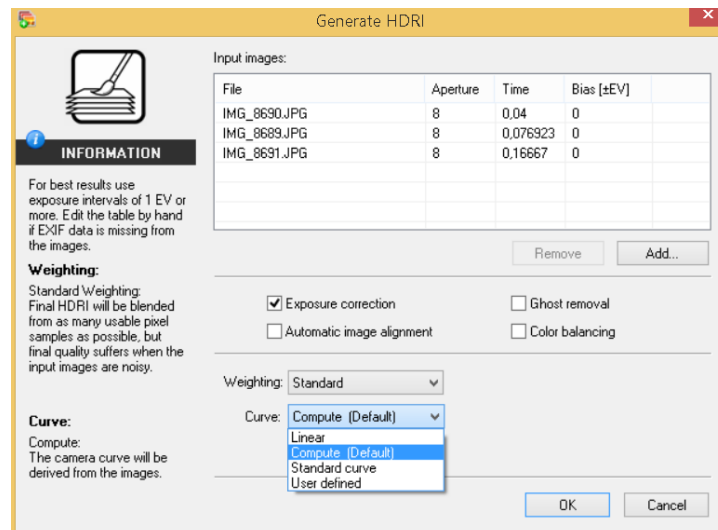 Generate HDRI
Input images:
File Aperture Time Bias [±EV]
IMG_8690.JPG 8 0,04 0
IMG_8689.JPG 8 0,076923 0
IMG_8691.JPG 8 0,16667 0
INFORMATION
For best results use
exposure intervals of 1 EV or
more. Edit the table by hand
if EXIF data is missing from
the images.
Weighting:
Standard Weighting:
Final HDRI will be blended
from as many usable pixel
samples as possible, but
final quality suffers when the
input images are noisy.
Curve:
Compute:
The camera curve will be
derived from the images.
Remove Add...
Exposure correction Ghost removal
Automatic image alignment Color balancing
Weighting: Standard
Curve: Compute (Default)
Linear
Compute (Default)
Standard curve
User defined
OK Cancel